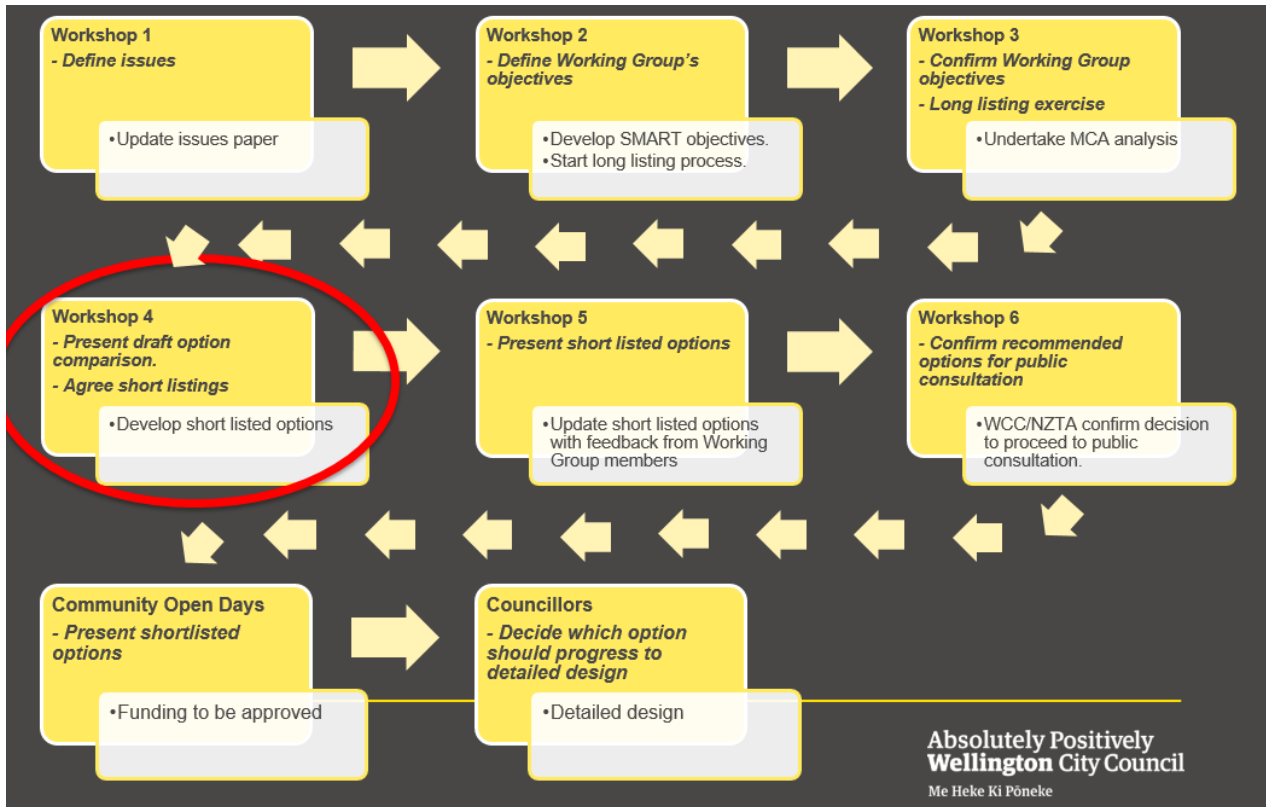 Workshop 1
- Define issues
•Update issues paper
Workshop 2
- Define Working Group's
objectives
•Develop SMART objectives.
•Start long listing process.
Workshop 3
- Confirm Working Group
objectives
- Long listing exercise
•Undertake MCA analysis
Workshop 4
- Present draft option
comparison.
- Agree short listings
•Develop short listed options
Workshop 5
- Present short listed options
•Update short listed options
with feedback from Working
Group members
Workshop 6
- Confirm recommended
options for public
consultation
•WCC/NZTA confirm decision
to proceed to public
consultation.
Community Open Days
- Present shortlisted
options
•Funding to be approved
Councillors
- Decide which option
should progress to
detailed design
•Detailed design
Absolutely Positively
Wellington City Council
Me Heke Ki Pōneke